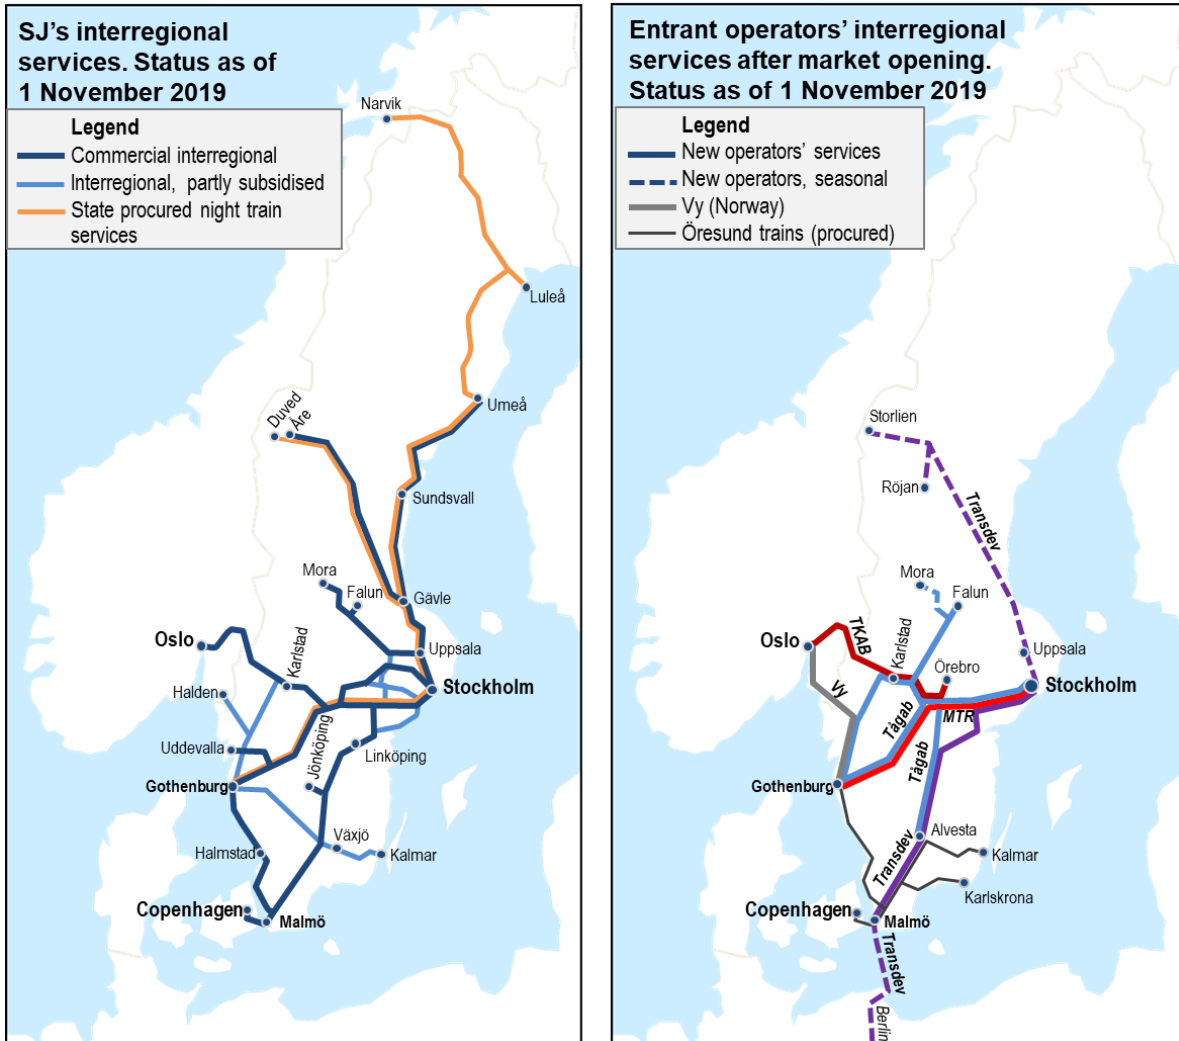 SJ's interregional
services. Status as of
1 November 2019
Legend
Commercial interregional
Interregional, partly subsidised
State procured night train
services
Narvik
Luleå
Umeå
Duved
Åre
Sundsvall
Mora
Falun
Gävle
Oslo
Karlstad
Uppsala
Halden
Stockholm
Uddevalla
Jönköping
Linköping
Gothenburg
Växjö
Halmstad
Kalmar
Copenhagen
Malmö
Entrant operators' interregional
services after market opening.
Status as of 1 November 2019
Legend
New operators' services
New operators, seasonal
Vy (Norway)
Öresund trains (procured)
Storlien
Röjan
Transdev
Mora
Falun
TKAB
Karlstad
Oslo
Örebro
Uppsala
Stockholm
Vy
Tågab
MTR
Tågab
Gothenburg
Alvesta
Transdev
Kalmar
Karlskrona
Copenhagen
Malmö
Transdev
Berlin